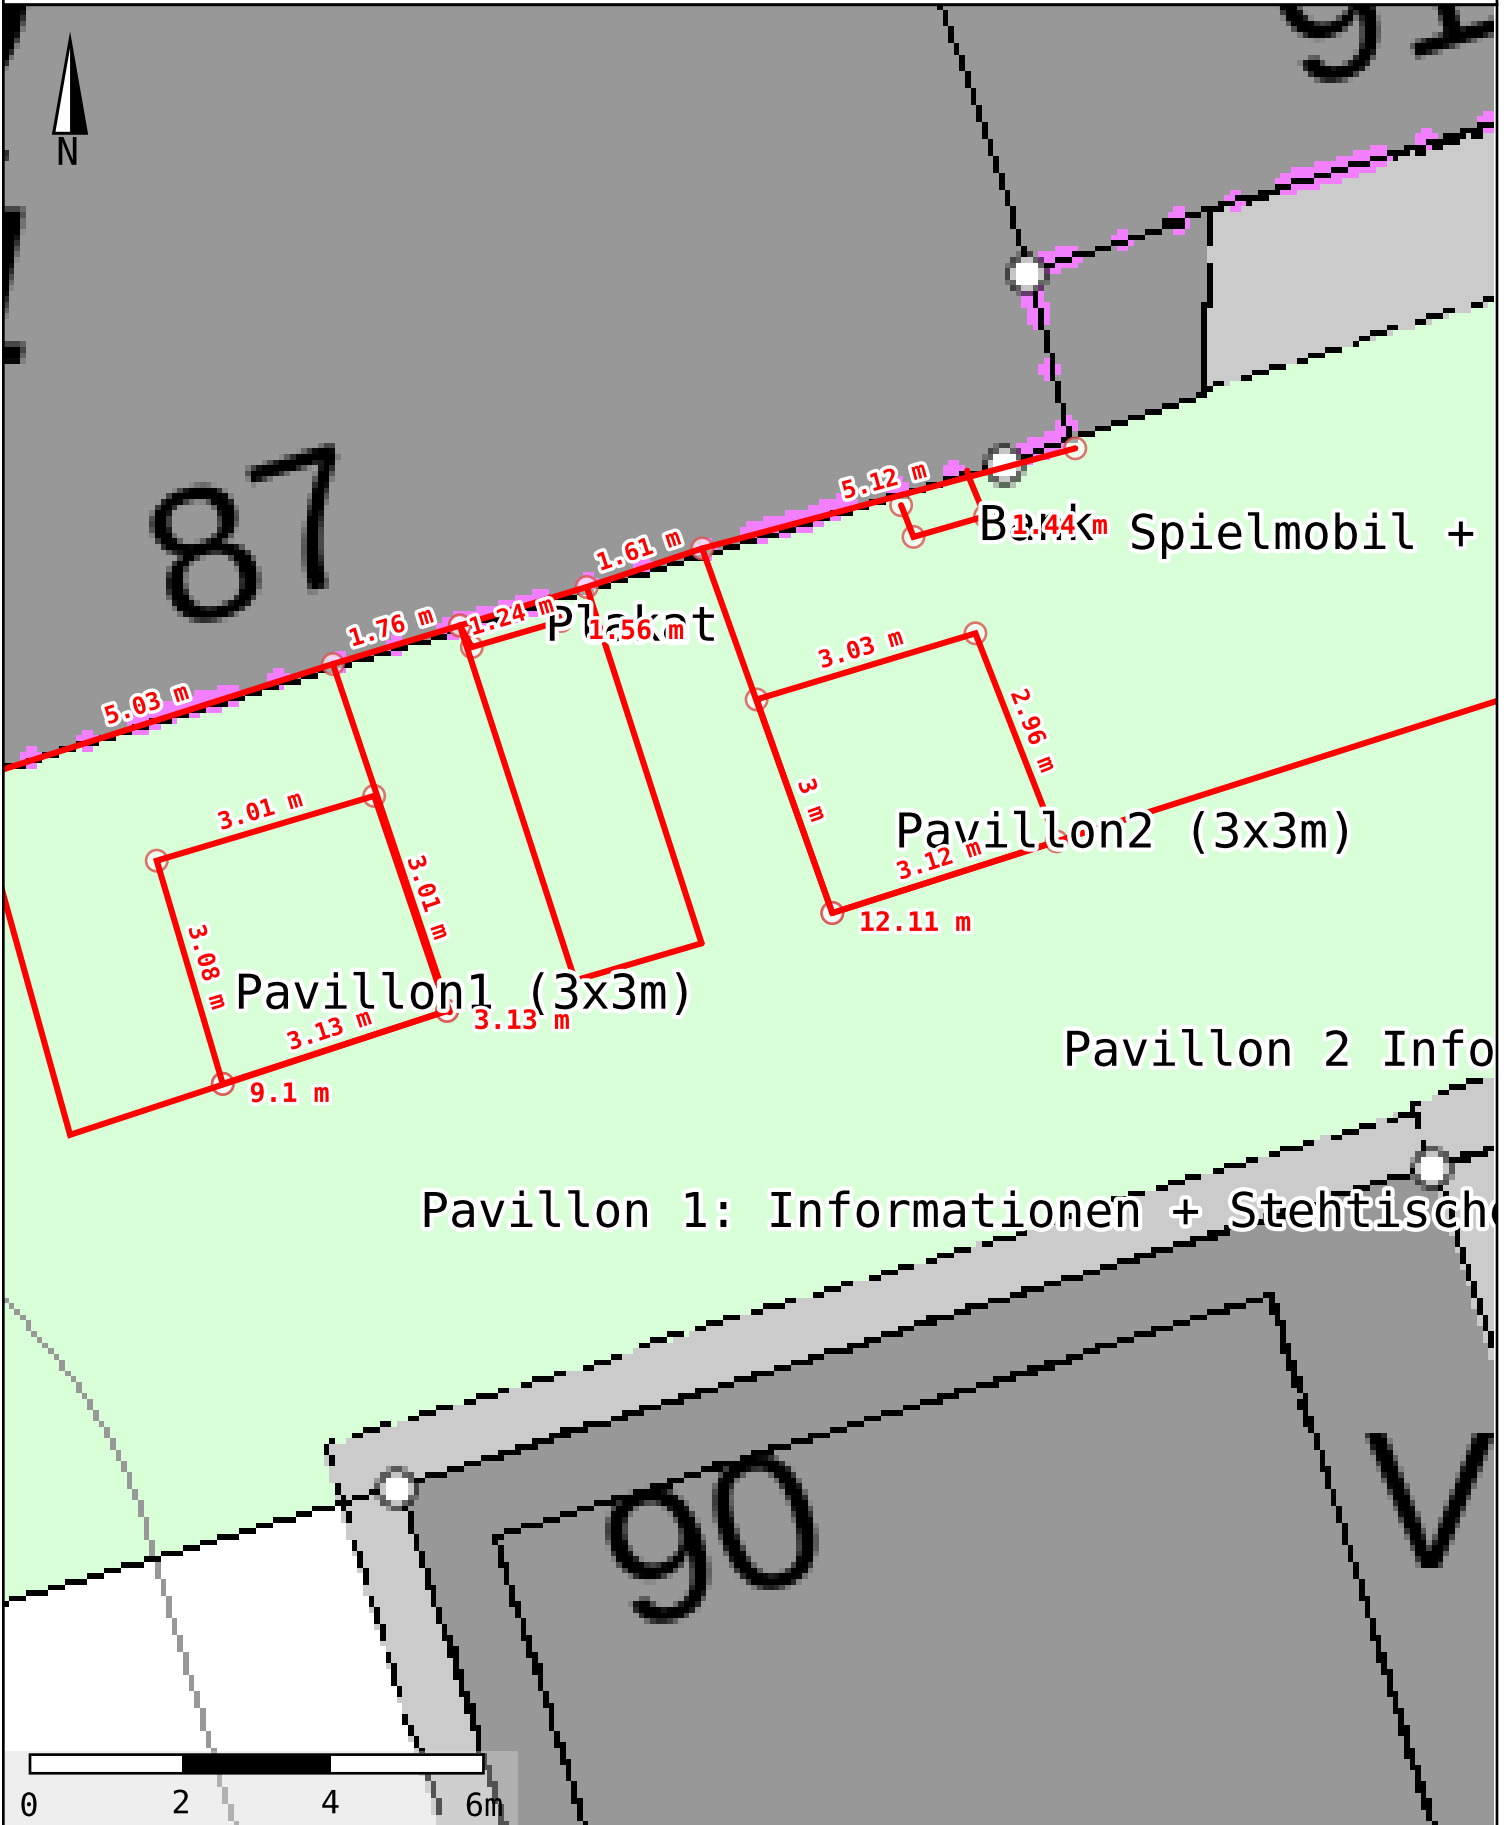 N
87
5.12 m
Bank
1.44 m
Spielmobil +
1.61 m
1.76 m
1.24 m
Plakat
1.56 m
5.03 m
3.03 m
2.96 m
3 m
3.01 m
Pavillon2 (3x3m)
3.12 m
12.11 m
3.01 m
3.08 m
Pavillon1 (3x3m)
3.13 m
3.13 m
9.1 m
Pavillon 2 Info
Pavillon 1: Informationen + Stehtische
90
V
0 2 4 6m